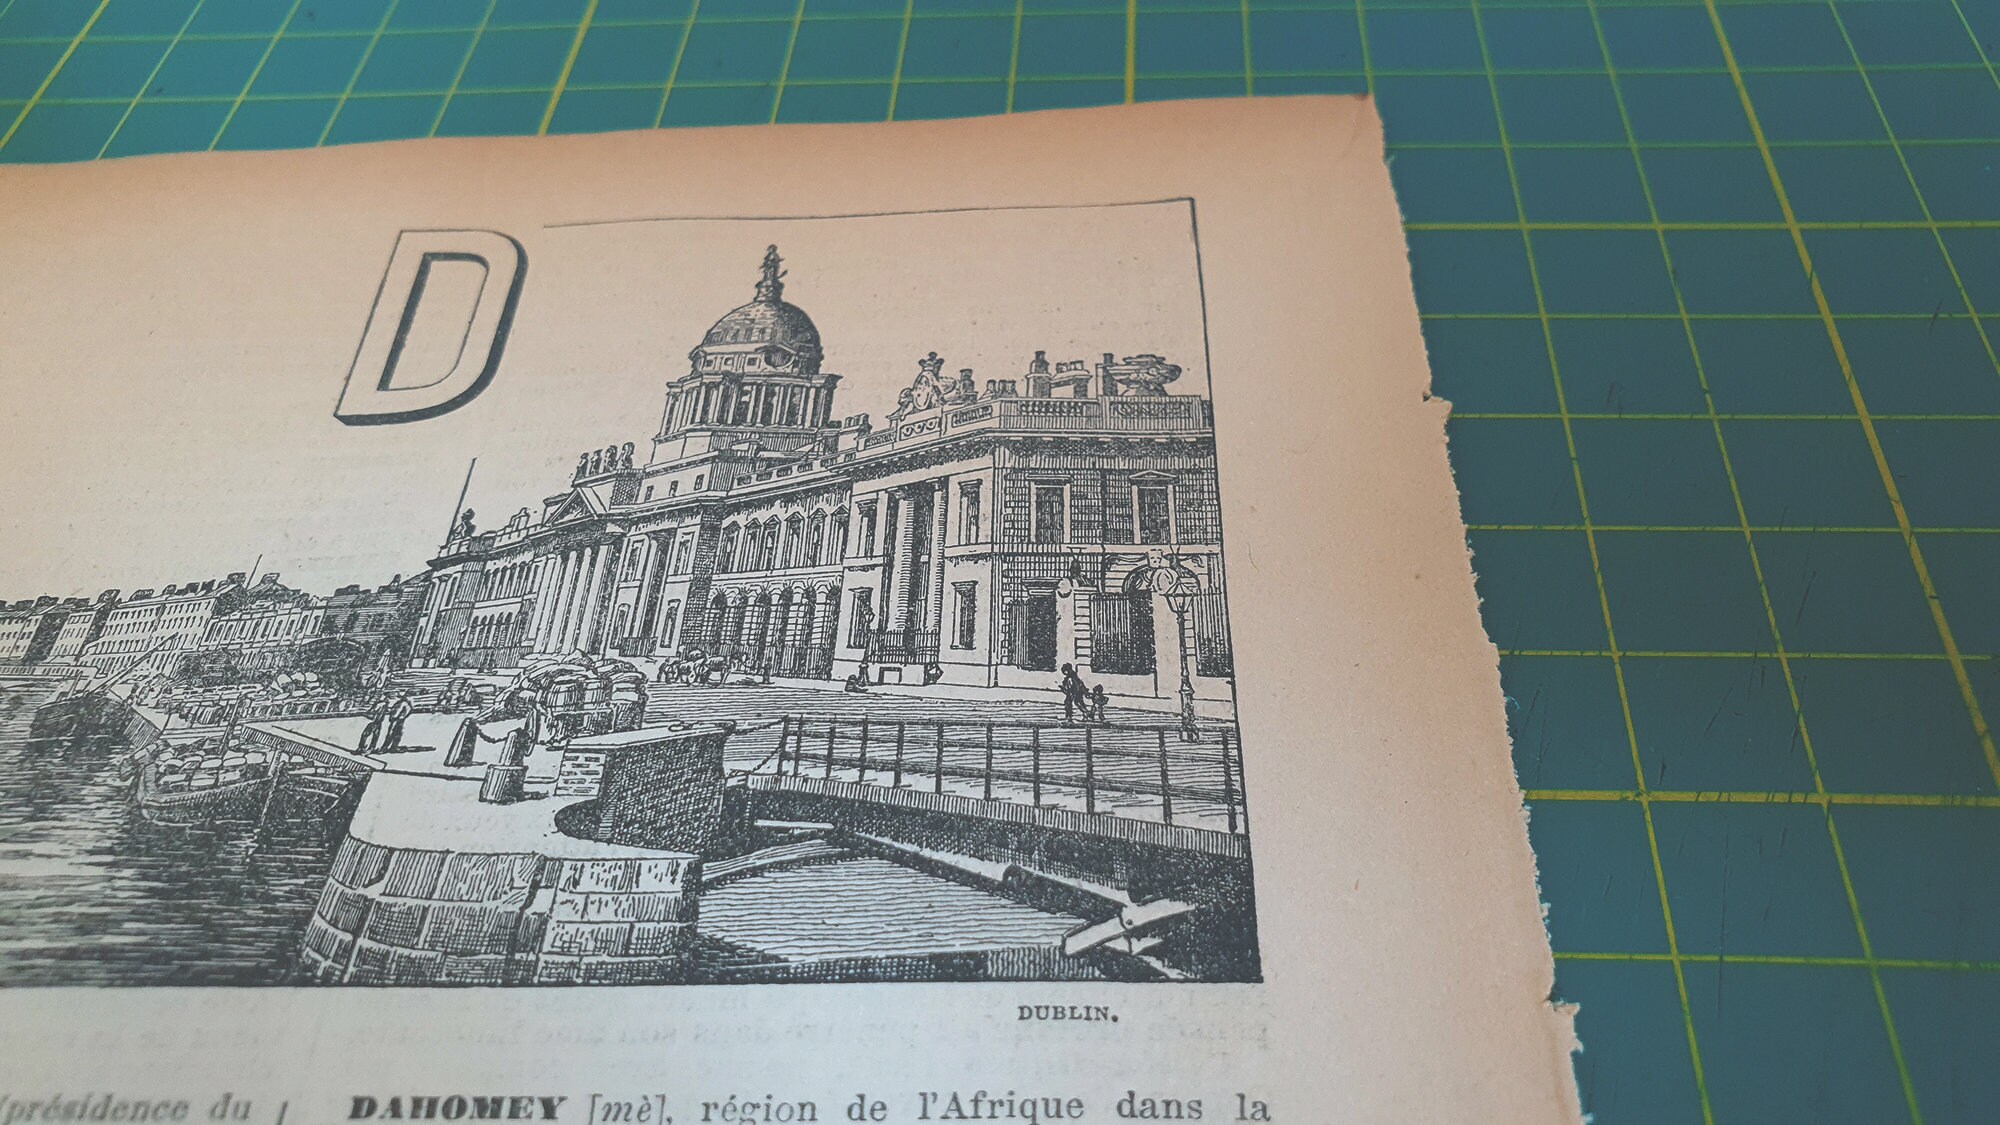 D
DUBLIN.
(présidence du
DAHOMEY [mè], région de l'Afrique dans la